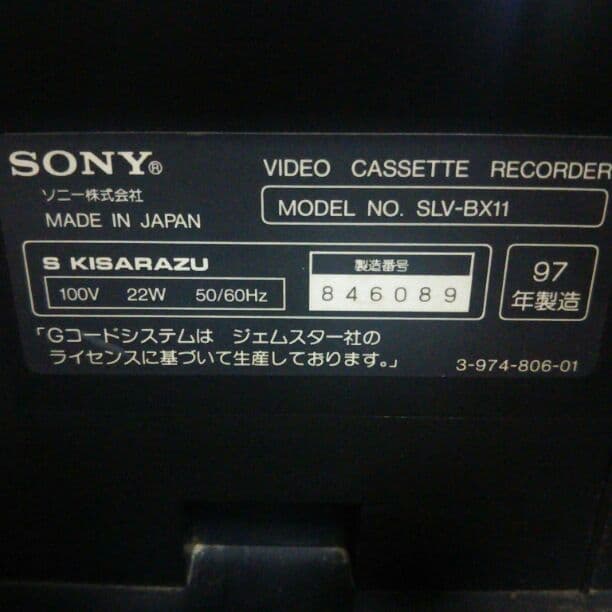 SONY® VIDEO CASSETTE RECORDER
ソニー株式会社
MADE IN JAPAN
MODEL NO. SLV-BX11
S KISARAZU
100V 22W 50/60Hz
製造番号
846089
97
年製造
「Gコードシステムは ジェムスター社の
ライセンスに基づいて生産しております。」
3-974-806-01